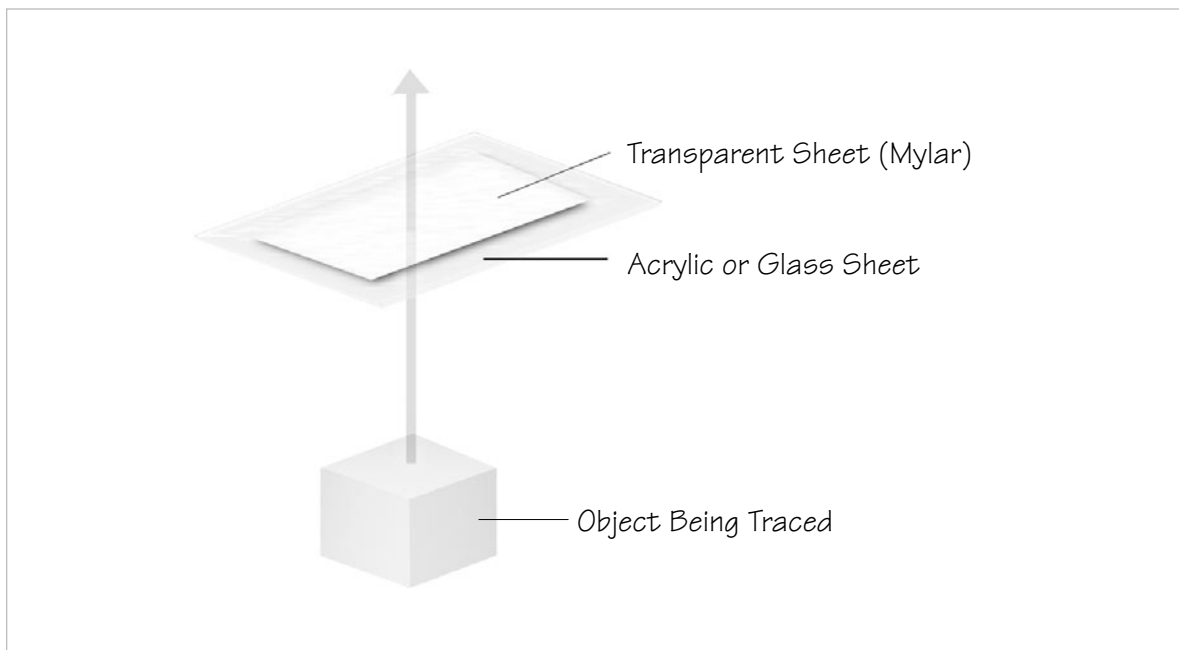 Transparent Sheet (Mylar)
Acrylic or Glass Sheet
Object Being Traced